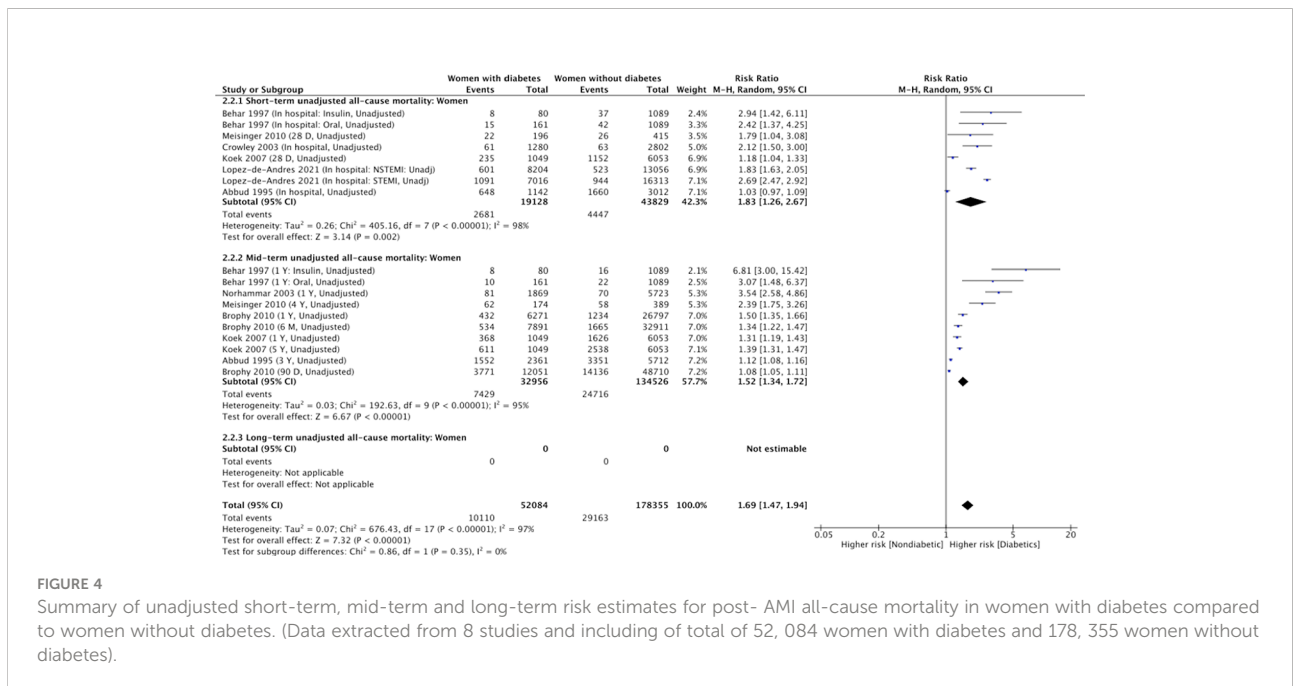 Women with diabetes Women without diabetes Risk Ratio Risk Ratio
Study or Subgroup Events Total Events Total Weight M-H, Random, 95% CI M-H, Random, 95% CI
2.2.1 Short-term unadjusted all-cause mortality: Women
Behar 1997 (In hospital: Insulin, Unadjusted) 8 80 37 1089 2.4% 2.94 [1.42, 6.11]
Behar 1997 (In hospital: Oral, Unadjusted) 15 161 42 1089 3.3% 2.42 [1.37, 4.25]
Meisinger 2010 (28 D, Unadjusted) 22 196 26 415 3.5% 1.79 [1.04, 3.08]
Crowley 2003 (In hospital, Unadjusted) 61 1280 63 2802 5.0% 2.12 [1.50, 3.00]
Koek 2007 (28 D, Unadjusted) 235 1049 1152 6053 6.9% 1.18 [1.04, 1.33]
Lopez-de-Andres 2021 (In hospital: NSTEMI: Unadj) 601 8204 523 13056 6.9% 1.83 [1.63, 2.05]
Lopez-de-Andres 2021 (In hospital: STEMI, Unadj) 1091 7016 944 16313 7.1% 2.69 [2.47, 2.92]
Abbud 1995 (In hospital, Unadjusted) 648 1142 1660 3012 7.1% 1.03 [0.97, 1.09]
Subtotal (95% CI) 19128 43829 42.3% 1.83 [1.26, 2.67]
Total events 2681 4447
Heterogeneity: Tau² = 0.26; Chi² = 405.16, df = 7 (P < 0.00001); I² = 98%
Test for overall effect: Z = 3.14 (P = 0.002)
2.2.2 Mid-term unadjusted all-cause mortality: Women
Behar 1997 (1 Y: Insulin, Unadjusted) 8 80 16 1089 2.1% 6.81 [3.00, 15.42]
Behar 1997 (1 Y: Oral, Unadjusted) 10 161 22 1089 2.5% 3.07 [1.48, 6.37]
Norhammar 2003 (1 Y, Unadjusted) 81 1869 70 5723 5.3% 3.54 [2.58, 4.86]
Meisinger 2010 (4 Y, Unadjusted) 62 174 58 389 5.3% 2.39 [1.75, 3.26]
Brophy 2010 (1 Y, Unadjusted) 432 6271 1234 26797 7.0% 1.50 [1.35, 1.66]
Brophy 2010 (6 M, Unadjusted) 534 7891 1665 32911 7.0% 1.34 [1.22, 1.47]
Koek 2007 (1 Y, Unadjusted) 368 1049 1626 6053 7.0% 1.31 [1.19, 1.43]
Koek 2007 (5 Y, Unadjusted) 611 1049 2538 6053 7.1% 1.39 [1.31, 1.47]
Abbud 1995 (3 Y, Unadjusted) 1552 2361 3351 5712 7.2% 1.12 [1.08, 1.16]
Brophy 2010 (90 D, Unadjusted) 3771 12051 14136 48710 7.2% 1.08 [1.05, 1.11]
Subtotal (95% CI) 32956 134526 57.7% 1.52 [1.34, 1.72]
Total events 7429 24716
Heterogeneity: Tau² = 0.03; Chi² = 192.63, df = 9 (P < 0.00001); I² = 95%
Test for overall effect: Z = 6.67 (P < 0.00001)
2.2.3 Long-term unadjusted all-cause mortality: Women
Subtotal (95% CI) 0 0 Not estimable
Total events 0 0
Heterogeneity: Not applicable
Test for overall effect: Not applicable
Total (95% CI) 52084 178355 100.0% 1.69 [1.47, 1.94]
Total events 10110 29163
Heterogeneity: Tau² = 0.07; Chi² = 676.43, df = 17 (P < 0.00001); I² = 97%
Test for overall effect: Z = 7.32 (P < 0.00001)
Test for subgroup differences: Chi² = 0.86, df = 1 (P = 0.35), I² = 0%
0.05 0.2 1 5 20
Higher risk [Nondiabetic] Higher risk [Diabetics]
FIGURE 4
Summary of unadjusted short-term, mid-term and long-term risk estimates for post- AMI all-cause mortality in women with diabetes compared
to women without diabetes. (Data extracted from 8 studies and including of total of 52, 084 women with diabetes and 178, 355 women without
diabetes).